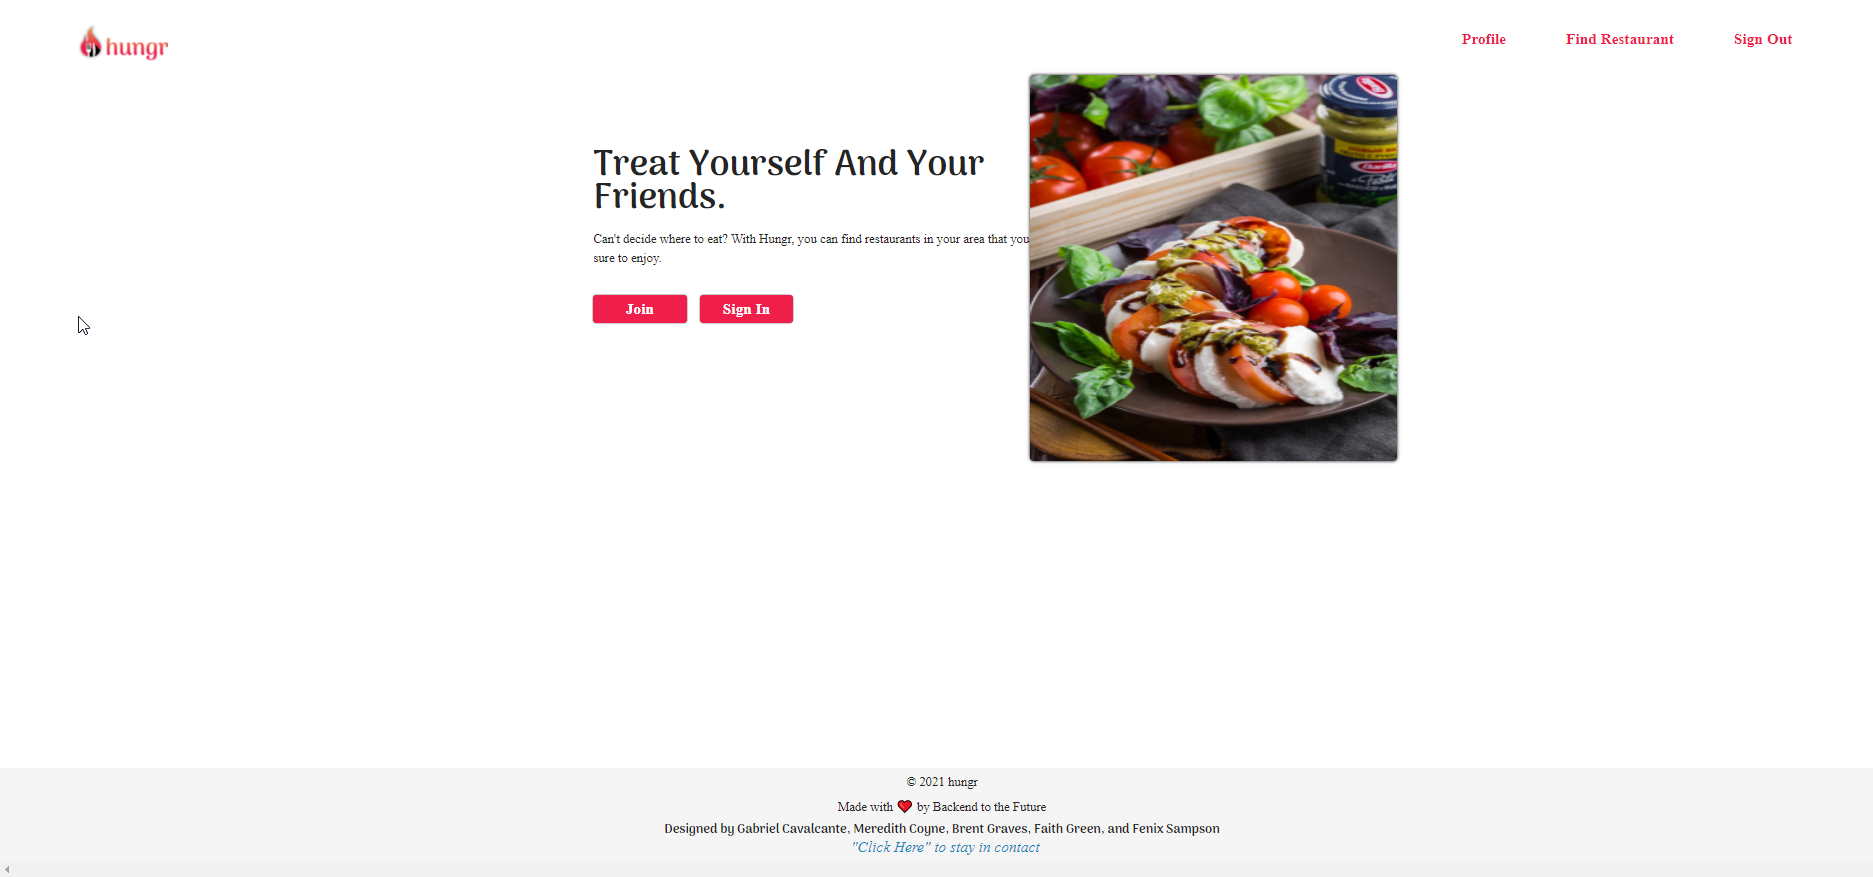 hungr
Profile
Find Restaurant
Sign Out
Treat Yourself And Your
Friends.
Can't decide where to eat? With Hungr, you can find restaurants in your area that you
sure to enjoy.
Join
Sign In
Barilla
© 2021 hungr
Made with ❤ by Backend to the Future
Designed by Gabriel Cavalcante, Meredith Coyne, Brent Graves, Faith Green, and Fenix Sampson
"Click Here" to stay in contact